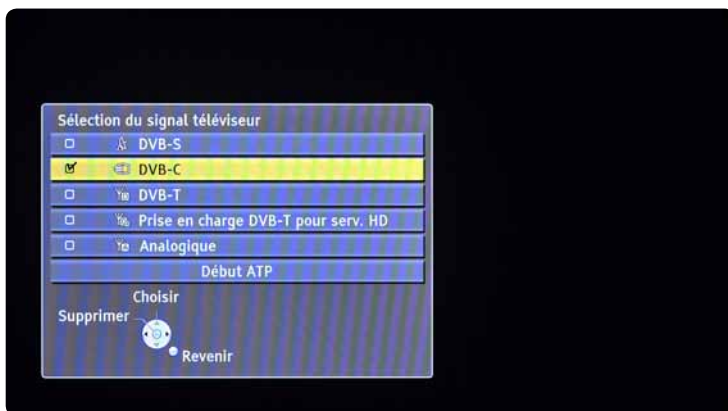 Sélection du signal téléviseur
DVB-S
DVB-C
DVB-T
Prise en charge DVB-T pour serv. HD
Analogique
Début ATP
Choisir
Supprimer
Revenir